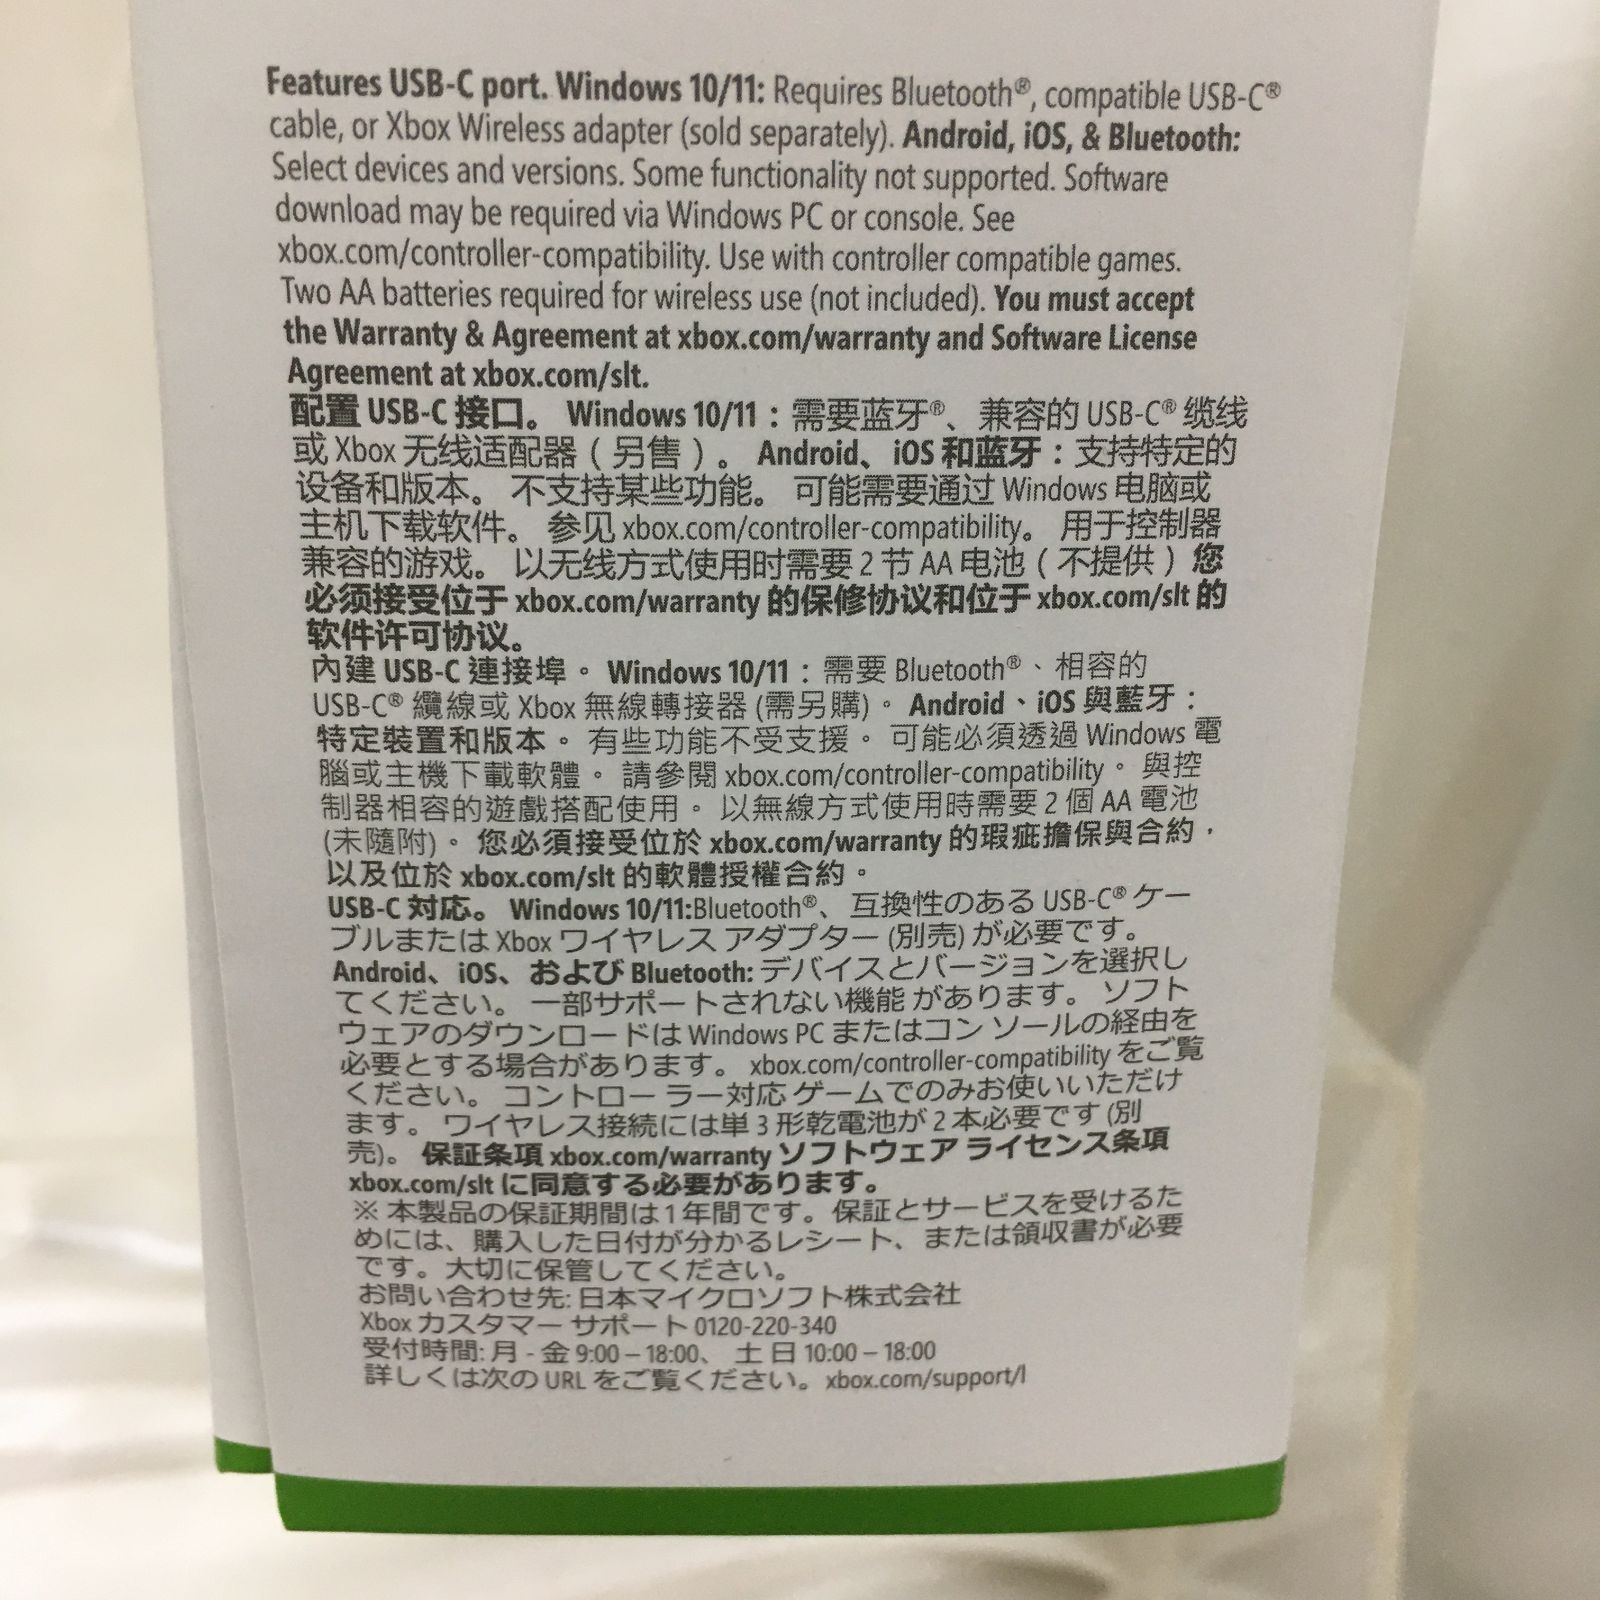 Features USB-C port. Windows 10/11: Requires Bluetooth®, compatible USB-C®
cable, or Xbox Wireless adapter (sold separately). Android, iOS, & Bluetooth:
Select devices and versions. Some functionality not supported. Software
download may be required via Windows PC or console. See
xbox.com/controller-compatibility. Use with controller compatible games.
Two AA batteries required for wireless use (not included). You must accept
the Warranty & Agreement at xbox.com/warranty and Software License
Agreement at xbox.com/slt.
配置 USB-C 接口。 Windows 10/11：需要蓝牙®、兼容的 USB-C® 缆线
或 Xbox 无线适配器（另售）。 Android、iOS 和蓝牙：支持特定的
设备和版本。 不支持某些功能。 可能需要通过 Windows 电脑或
主机下载软件。 参见 xbox.com/controller-compatibility。 用于控制器
兼容的游戏。 以无线方式使用时需要 2 节 AA 电池（不提供）您
必须接受位于 xbox.com/warranty 的保修协议和位于 xbox.com/slt 的
软件许可协议。
內建 USB-C 連接埠。 Windows 10/11：需要 Bluetooth®、相容的
USB-C® 纜線或 Xbox 無線轉接器 (需另購)。 Android、iOS 與藍牙：
特定裝置和版本。 有些功能不受支援。 可能必須透過 Windows 電
腦或主機下載軟體。 請參閱 xbox.com/controller-compatibility。 與控
制器相容的遊戲搭配使用。 以無線方式使用時需要 2 個 AA 電池
(未隨附)。 您必須接受位於 xbox.com/warranty 的瑕疵擔保與合約，
以及位於 xbox.com/slt 的軟體授權合約。
USB-C 対応。 Windows 10/11:Bluetooth®、互換性のある USB-C® ケー
ブルまたは Xbox ワイヤレス アダプター (別売) が必要です。
Android、iOS、および Bluetooth: デバイスとバージョンを選択し
てください。 一部サポートされない機能 があります。 ソフト
ウェアのダウンロードは Windows PC またはコン ソールの経由を
必要とする場合があります。 xbox.com/controller-compatibility をご覧
ください。 コントロー ラー対応 ゲームでのみお使いいただけ
ます。 ワイヤレス接続には単 3 形乾電池が 2 本必要です (別
売)。 保証条項 xbox.com/warranty ソフトウェア ライセンス条項
xbox.com/slt に同意する必要があります。
※ 本製品の保証期間は1年間です。保証とサービスを受けるた
めには、購入した日付が分かるレシート、または領収書が必要
です。大切に保管してください。
お問い合わせ先: 日本マイクロソフト株式会社
Xbox カスタマー サポート 0120-220-340
受付時間: 月 - 金 9:00 – 18:00、 土 日 10:00 – 18:00
詳しくは次の URL をご覧ください。xbox.com/support/l